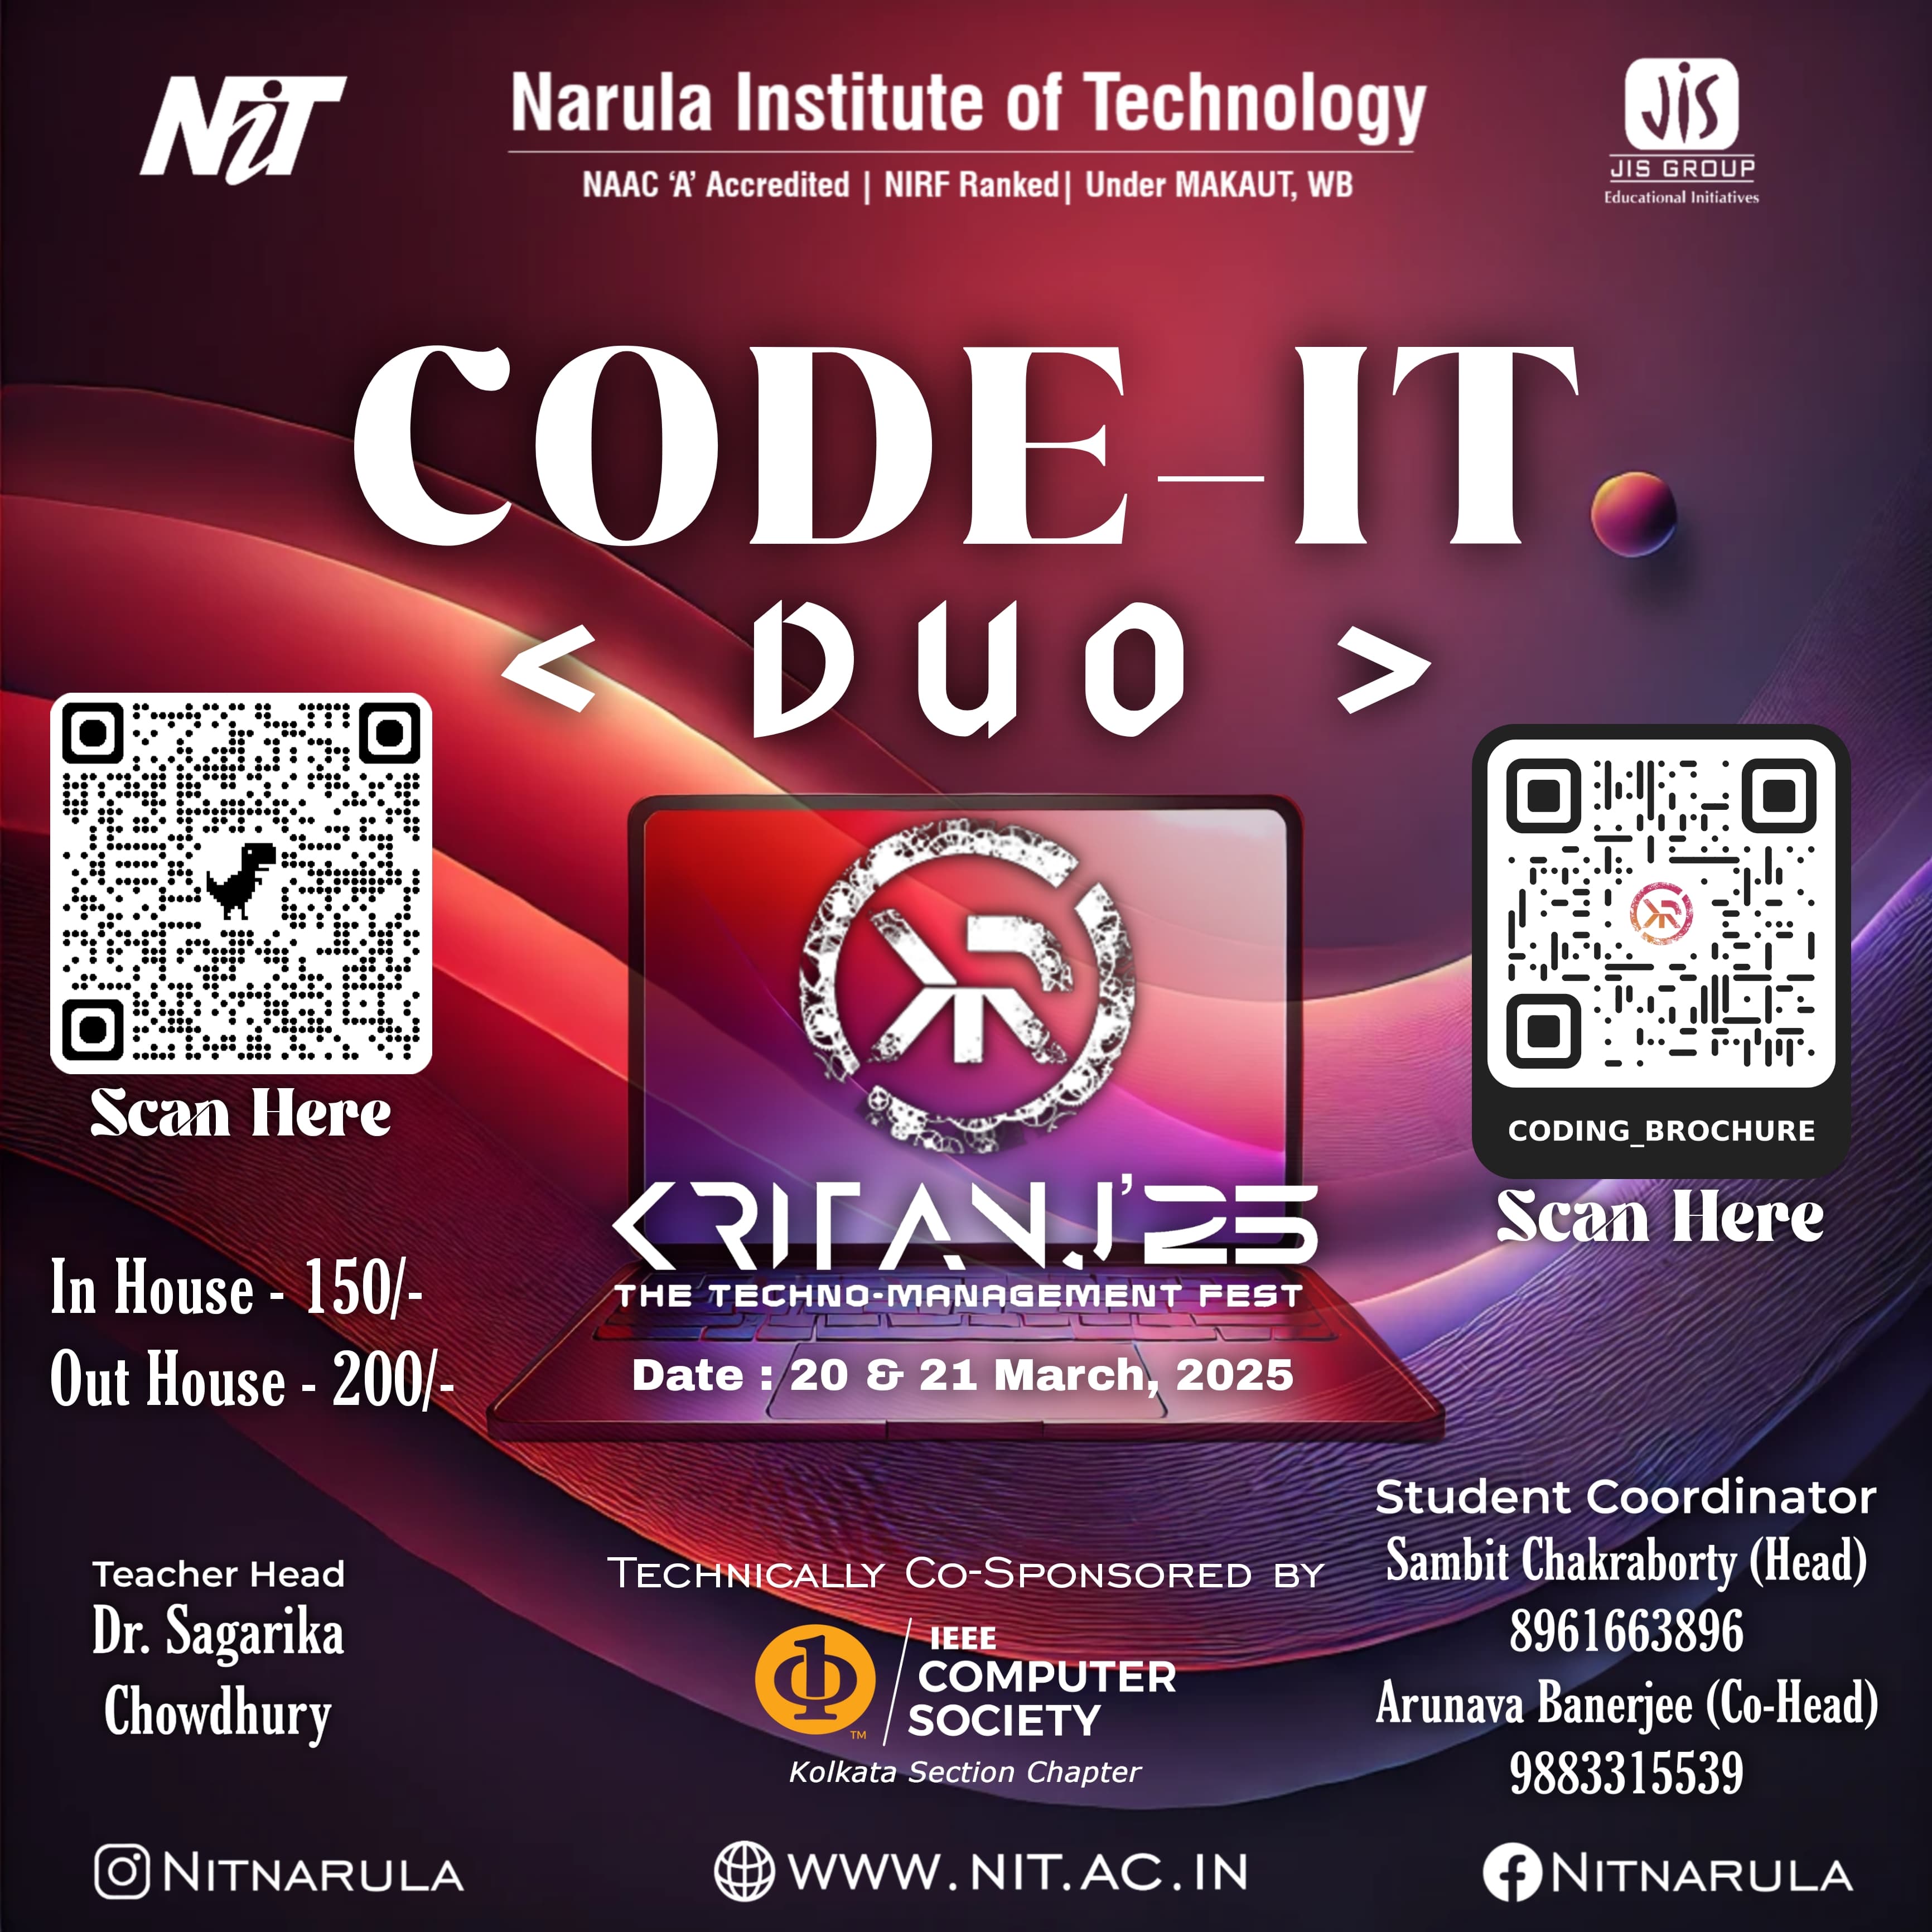 NiT
Narula Institute of Technology
NAAC ‘A’ Accredited | NIRF Ranked| Under MAKAUT, WB
JIS
JIS GROUP
Educational Initiatives
CODE-IT
< DUO >
Scan Here
CODING_BROCHURE
Scan Here
KR
KRITANJ’25
THE TECHNO-MANAGEMENT FEST
Date : 20 & 21 March, 2025
In House - 150/-
Out House - 200/-
Teacher Head
Dr. Sagarika
Chowdhury
Technically Co-Sponsored by
IEEE
COMPUTER
SOCIETY
TM
Kolkata Section Chapter
Student Coordinator
Sambit Chakraborty (Head)
8961663896
Arunava Banerjee (Co-Head)
9883315539
Nitnarula
WWW.NIT.AC.IN
Nitnarula